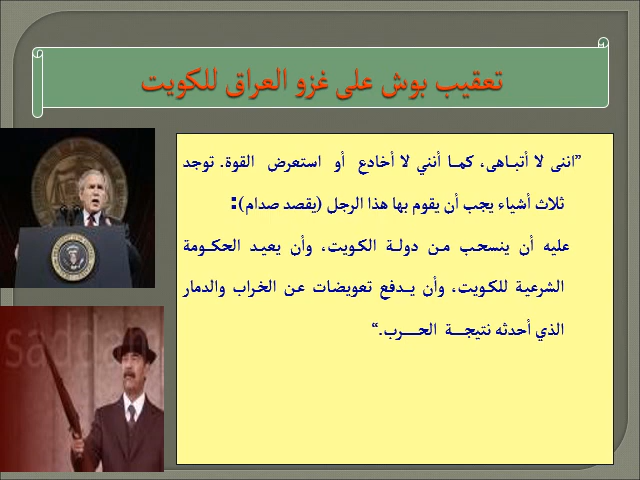 تعقيب بوش على غزو العراق للكويت
”اننى لا أتباهى، كما أنني لا أخادع أو استعرض القوة. توجد
ثلاث أشياء يجب أن يقوم بها هذا الرجل (يقصد صدام):
عليه أن ينسحب من دولة الكويت، وأن يعيد الحكومة
الشرعية للكويت، وأن يدفع تعويضات عن الخراب والدمار
الذي أحدثه نتيجة الحرب.“
saddam